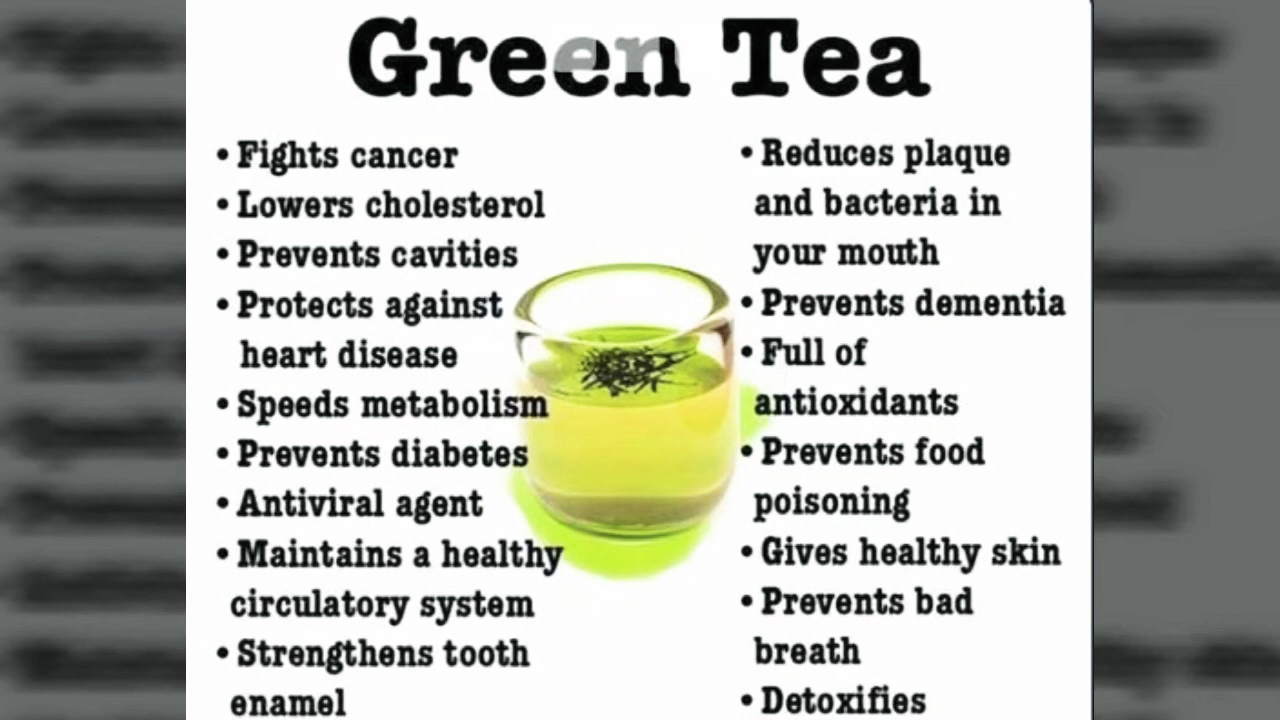 Green Tea
• Fights cancer
• Lowers cholesterol
• Prevents cavities
• Protects against
heart disease
• Speeds metabolism
• Prevents diabetes
• Antiviral agent
• Maintains a healthy
circulatory system
• Strengthens tooth
enamel
• Reduces plaque
and bacteria in
your mouth
• Prevents dementia
• Full of
antioxidants
• Prevents food
poisoning
• Gives healthy skin
• Prevents bad
breath
• Detoxifies